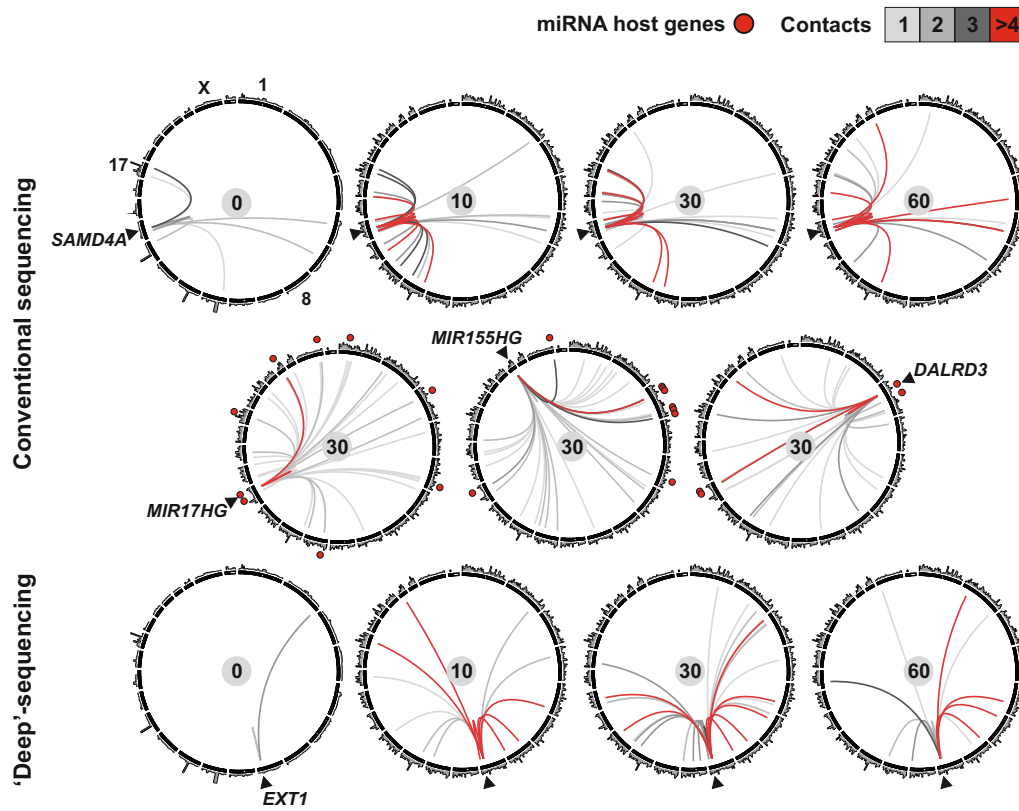 miRNA host genes Contacts 1 2 3 >4
X 1
17
0 10 30 60
SAMD4A
8
Conventional sequencing
MIR155HG
DALRD3
30 30 30
MIR17HG
'Deep'-sequencing
0 10 30 60
EXT1